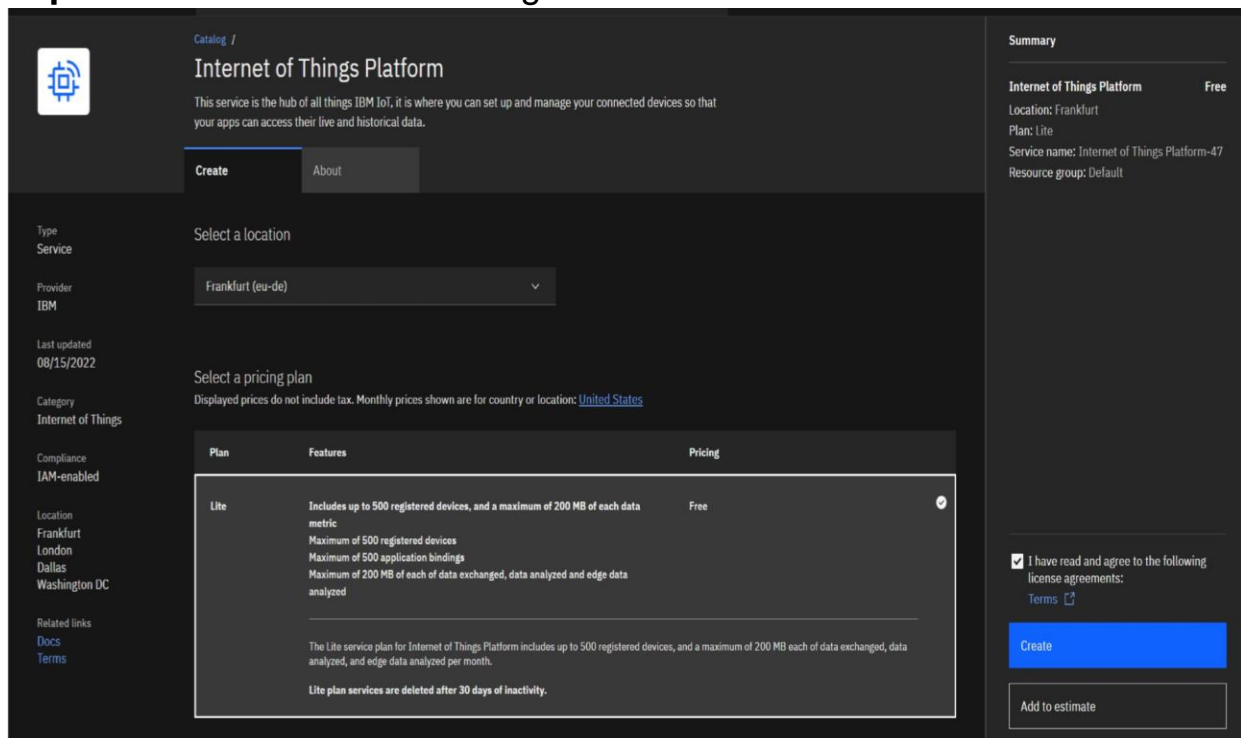 Catalog /
Internet of Things Platform
This service is the hub of all things IBM IoT, it is where you can set up and manage your connected devices so that
your apps can access their live and historical data.
Create
About
Type
Service
Provider
IBM
Last updated
08/15/2022
Category
Internet of Things
Compliance
IAM-enabled
Location
Frankfurt
London
Dallas
Washington DC
Related links
Docs
Terms
Select a location
Frankfurt (eu-de)
Select a pricing plan
Displayed prices do not include tax. Monthly prices shown are for country or location: United States
Plan Features Pricing
Lite Includes up to 500 registered devices, and a maximum of 200 MB of each data Free
metric
Maximum of 500 registered devices
Maximum of 500 application bindings
Maximum of 200 MB of each of data exchanged, data analyzed and edge data
analyzed
The Lite service plan for Internet of Things Platform includes up to 500 registered devices, and a maximum of 200 MB each of data exchanged, data
analyzed, and edge data analyzed per month.
Lite plan services are deleted after 30 days of inactivity.
Summary
Internet of Things Platform Free
Location: Frankfurt
Plan: Lite
Service name: Internet of Things Platform-47
Resource group: Default
I have read and agree to the following
license agreements:
Terms
Create
Add to estimate